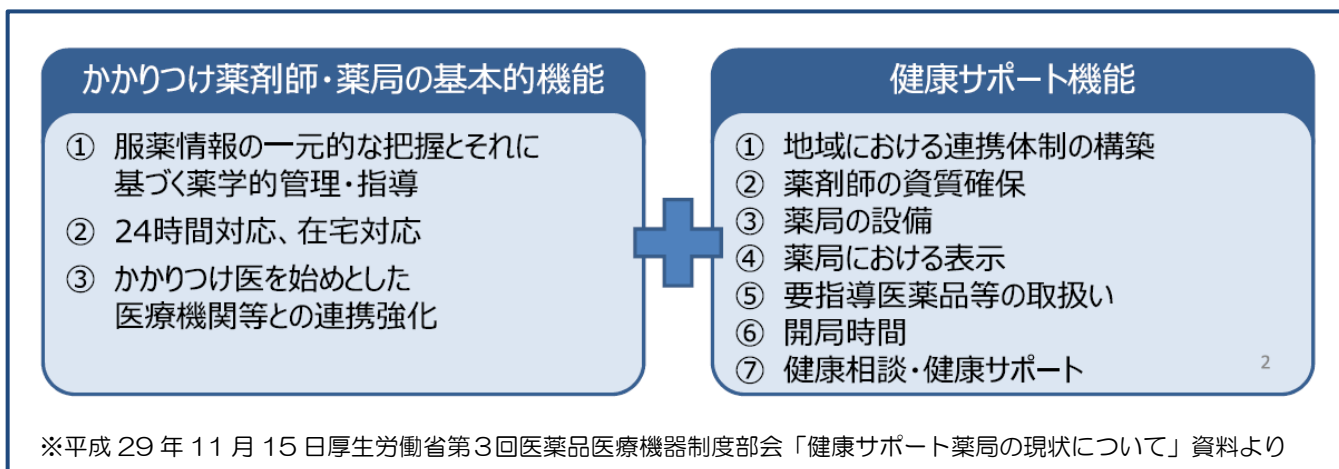 かかりつけ薬剤師・薬局の基本的機能
① 服薬情報の一元的な把握とそれに
基づく薬学的管理・指導
② 24時間対応、在宅対応
③ かかりつけ医を始めとした
医療機関等との連携強化
健康サポート機能
① 地域における連携体制の構築
② 薬剤師の資質確保
③ 薬局の設備
④ 薬局における表示
⑤ 要指導医薬品等の取扱い
⑥ 開局時間
⑦ 健康相談・健康サポート
2
※平成 29 年 11 月 15 日厚生労働省第３回医薬品医療機器制度部会「健康サポート薬局の現状について」資料より